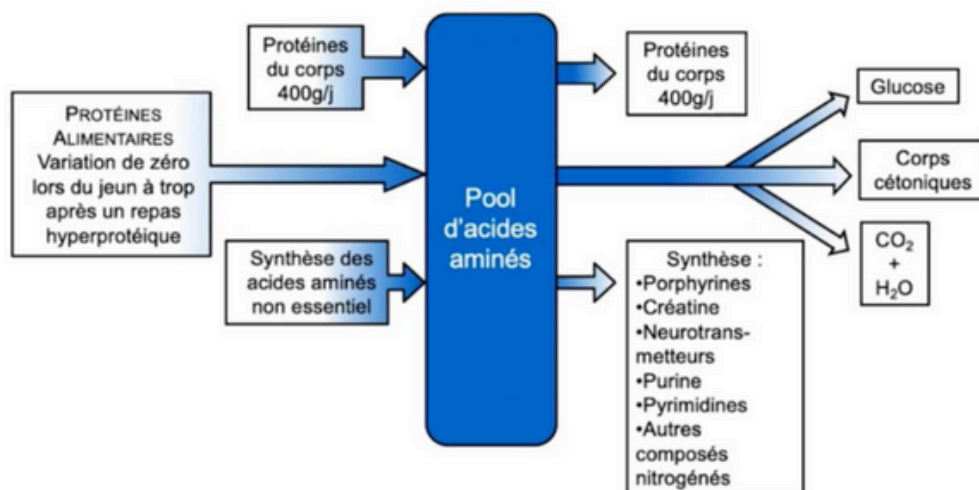 Protéines
du corps
400g/j
PROTÉINES
ALIMENTAIRES
Variation de zéro
lors du jeun à trop
après un repas
hyperprotéique
Synthèse des
acides aminés
non essentiel
Pool
d'acides
aminés
Protéines
du corps
400g/j
Glucose
Corps
cétoniques
CO₂
+
H₂O
Synthèse :
•Porphyrines
•Créatine
•Neurotrans-
metteurs
•Purine
•Pyrimidines
•Autres
composés
nitrogénés